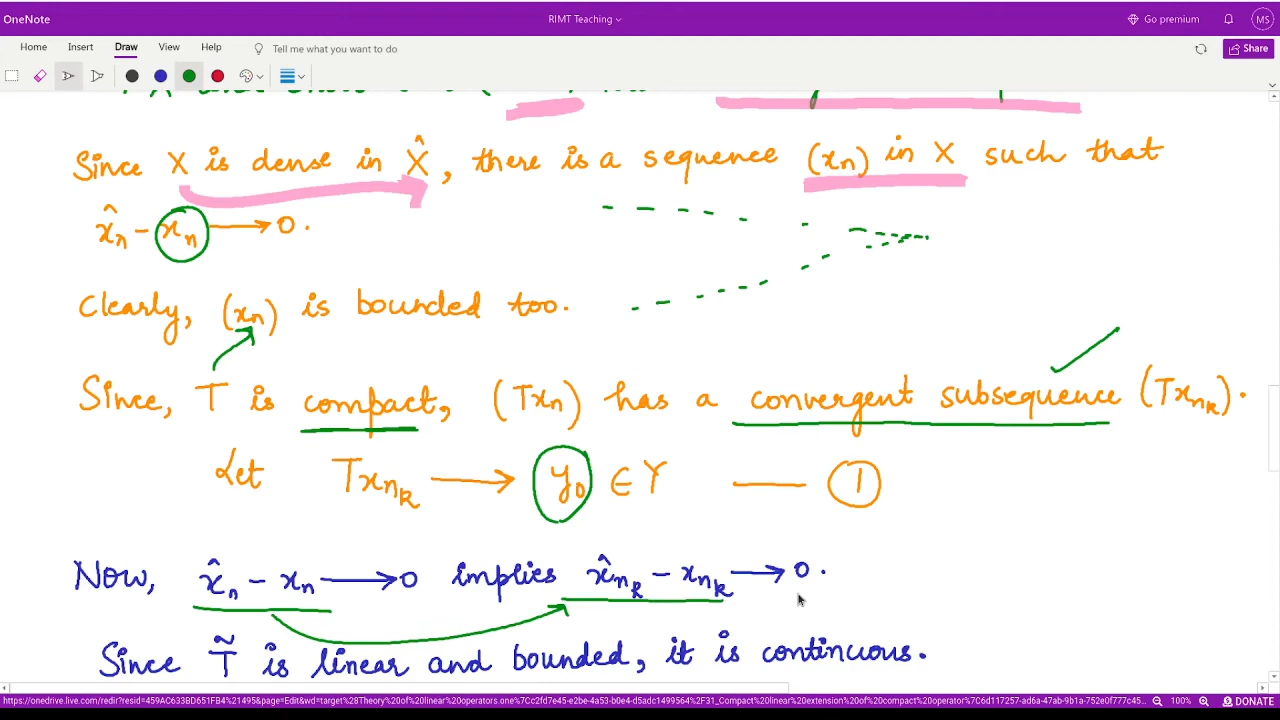 OneNote
RIMT Teaching
Go premium
MS
Home Insert Draw View Help Tell me what you want to do
Share
Since X is dense in X̂, there is a sequence (xn) in X such that
x̂n - xn → 0.
Clearly, (xn) is bounded too.
Since, T is compact, (Txn) has a convergent subsequence (Txnk).
Let Txnk → y0 ∈ Y —— ①
Now, x̂n - xn → 0 implies x̂nk - xnk → 0.
Since T̃ is linear and bounded, it is continuous.
100%
DONATE